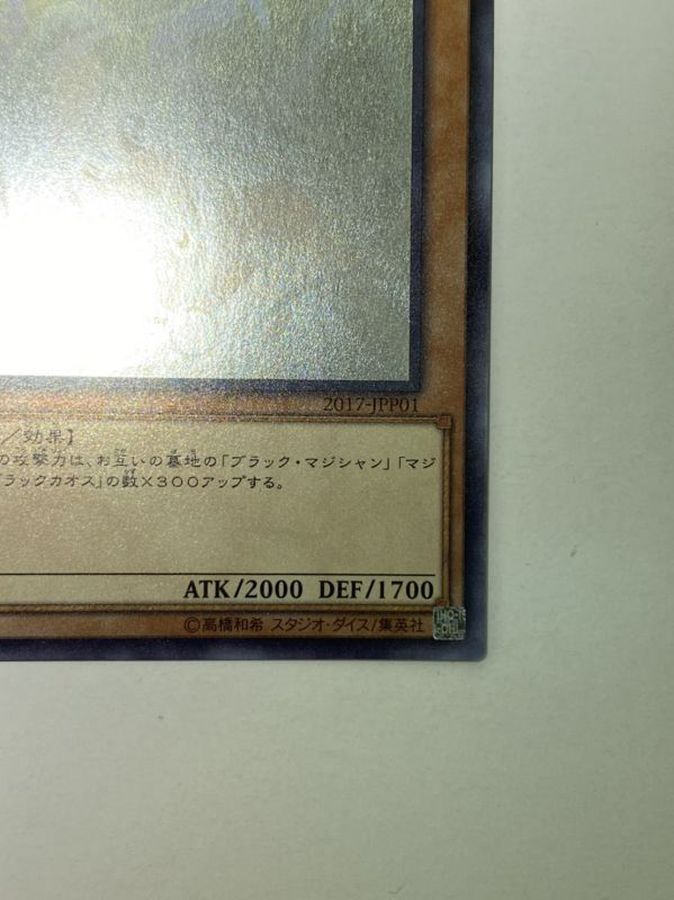 2017-JPP01
／効果】
の攻撃力は、お互いの墓地の「ブラック・マジシャン」「マジ
ラックカオス」の数×３００アップする。
ATK/2000 DEF/1700
©高橋和希 スタジオ・ダイス/集英社